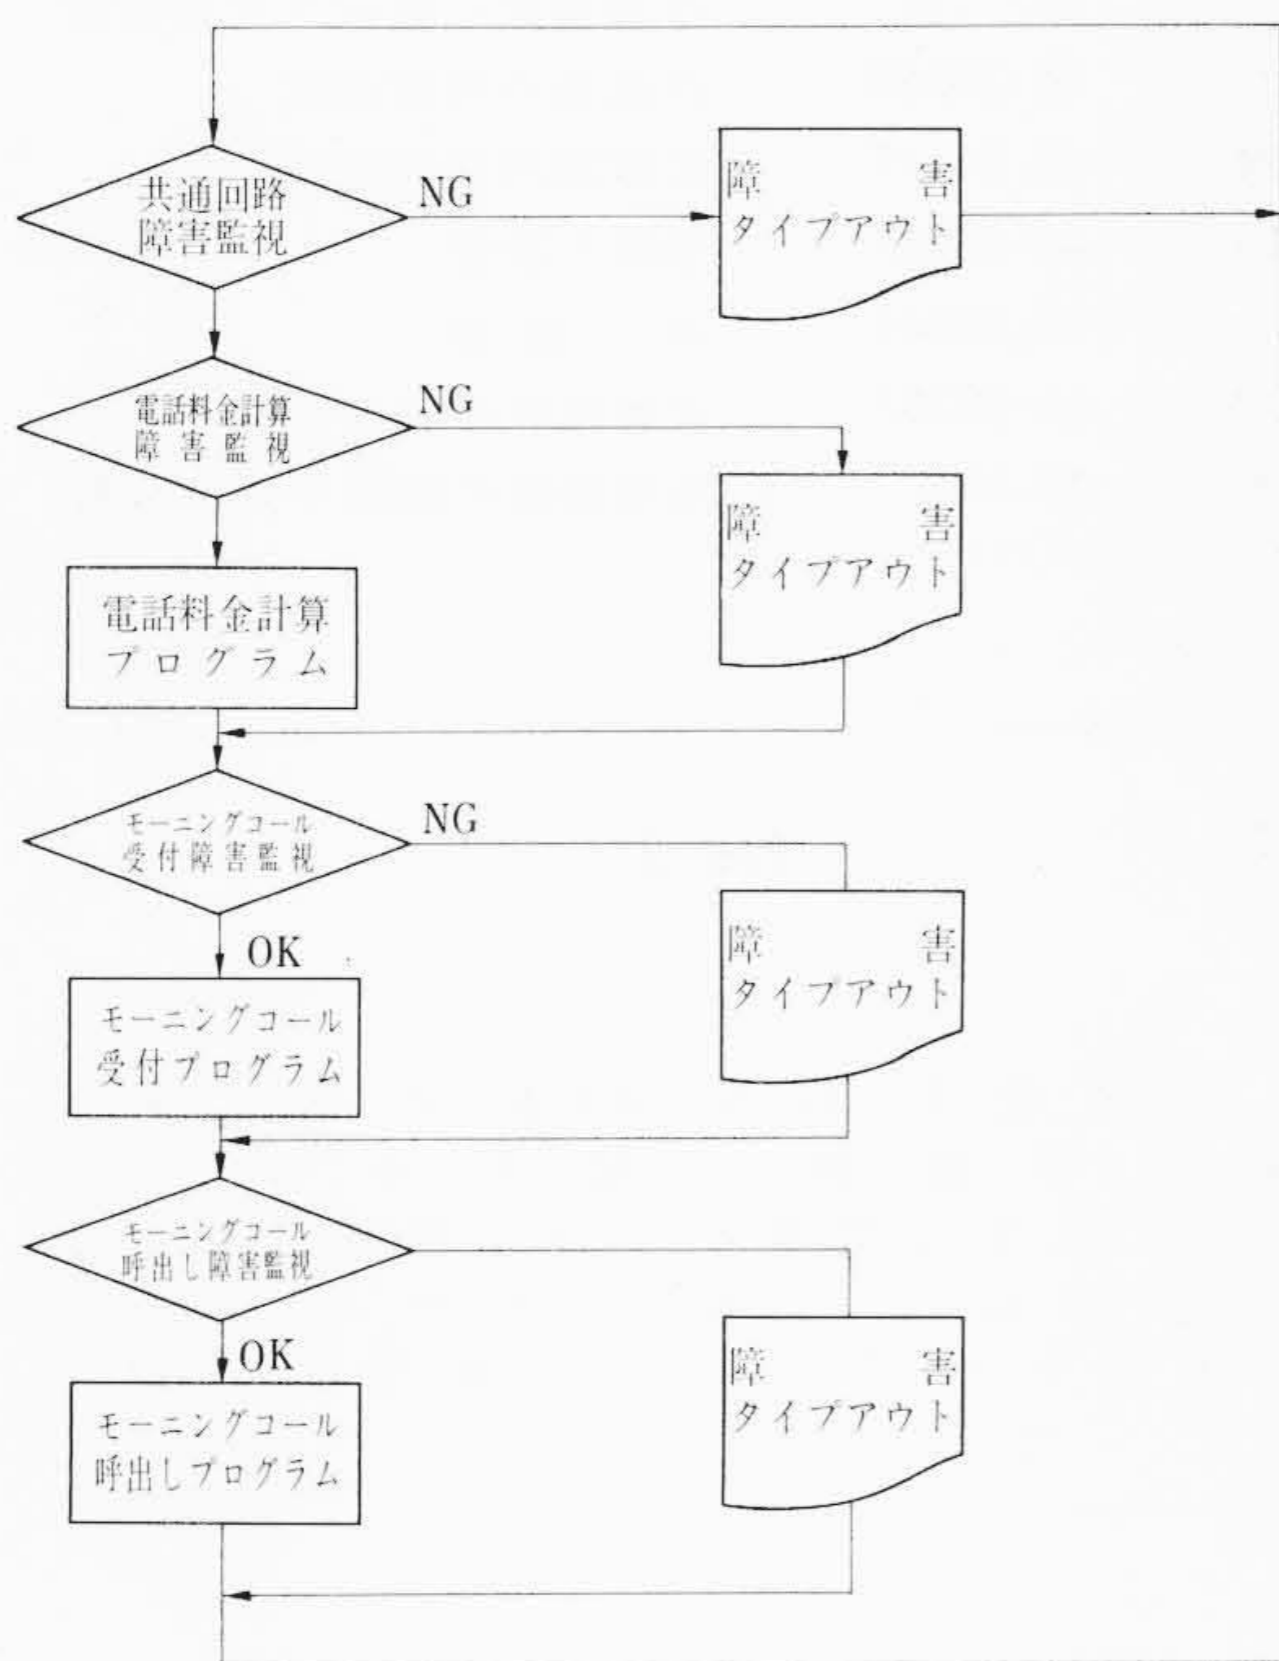 共通回路
障害監視
NG
障害
タイプアウト
電話料金計算
障害監視
NG
障害
タイプアウト
電話料金計算
プログラム
モーニングコール
受付障害監視
NG
障害
タイプアウト
OK
モーニングコール
受付プログラム
モーニングコール
呼出し障害監視
OK
障害
タイプアウト
モーニングコール
呼出しプログラム